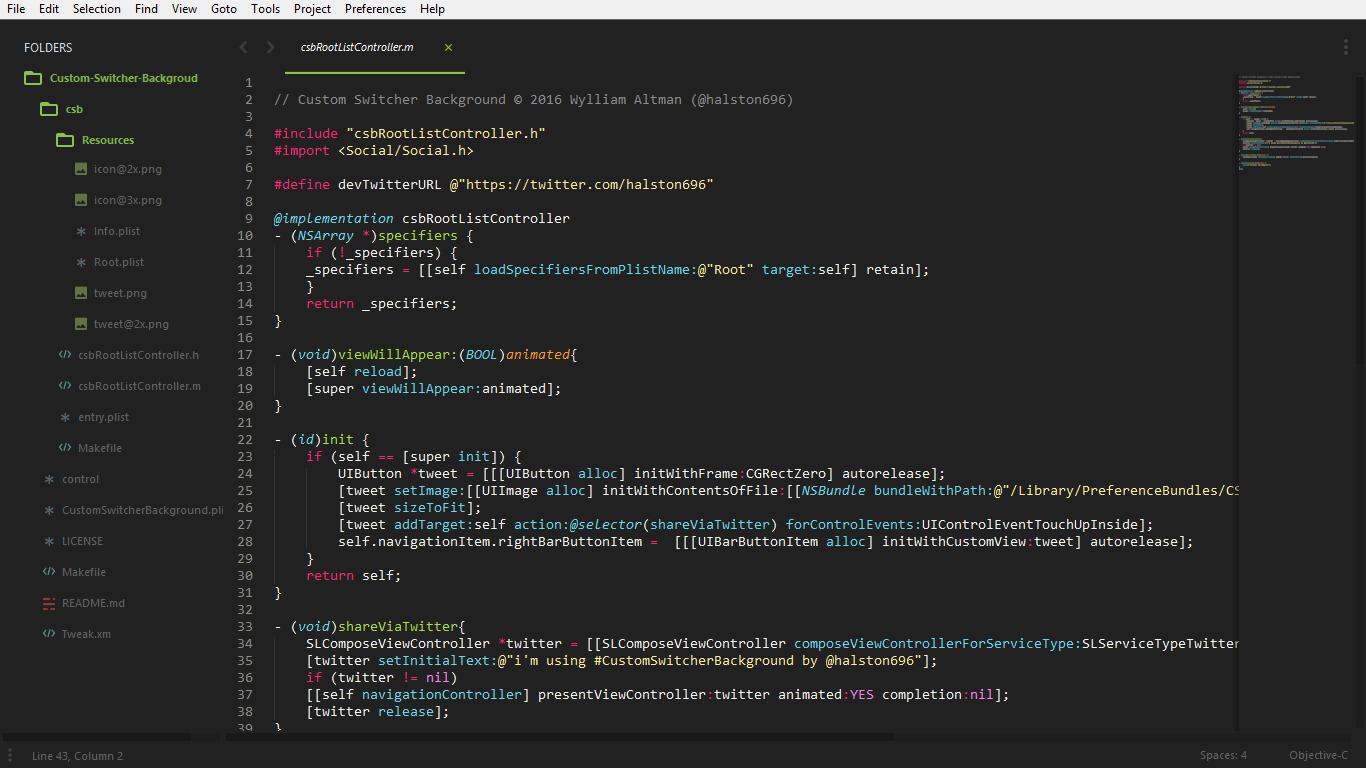 File Edit Selection Find View Goto Tools Project Preferences Help
FOLDERS
Custom-Switcher-Backgroud
csb
Resources
icon@2x.png
icon@3x.png
Info.plist
Root.plist
tweet.png
tweet@2x.png
csbRootListController.h
csbRootListController.m
entry.plist
Makefile
control
CustomSwitcherBackground.pli
LICENSE
Makefile
README.md
Tweak.xm
csbRootListController.m ×
1
2 // Custom Switcher Background © 2016 Wylliam Altman (@halston696)
3
4 #include "csbRootListController.h"
5 #import <Social/Social.h>
6
7 #define devTwitterURL @"https://twitter.com/halston696"
8
9 @implementation csbRootListController
10 - (NSArray *)specifiers {
11 if (!_specifiers) {
12 _specifiers = [[self loadSpecifiersFromPlistName:@"Root" target:self] retain];
13 }
14 return _specifiers;
15 }
16
17 - (void)viewWillAppear:(BOOL)animated{
18 [self reload];
19 [super viewWillAppear:animated];
20 }
21
22 - (id)init {
23 if (self == [super init]) {
24 UIButton *tweet = [[[UIButton alloc] initWithFrame:CGRectZero] autorelease];
25 [tweet setImage:[[UIImage alloc] initWithContentsOfFile:[[NSBundle bundleWithPath:@"/Library/PreferenceBundles/CS
26 [tweet sizeToFit];
27 [tweet addTarget:self action:@selector(shareViaTwitter) forControlEvents:UIControlEventTouchUpInside];
28 self.navigationItem.rightBarButtonItem =  [[[UIBarButtonItem alloc] initWithCustomView:tweet] autorelease];
29 }
30 return self;
31 }
32
33 - (void)shareViaTwitter{
34 SLComposeViewController *twitter = [[SLComposeViewController composeViewControllerForServiceType:SLServiceTypeTwitter
35 [twitter setInitialText:@"i'm using #CustomSwitcherBackground by @halston696"];
36 if (twitter != nil)
37 [[self navigationController] presentViewController:twitter animated:YES completion:nil];
38 [twitter release];
39 }
Line 43, Column 2
Spaces: 4 Objective-C